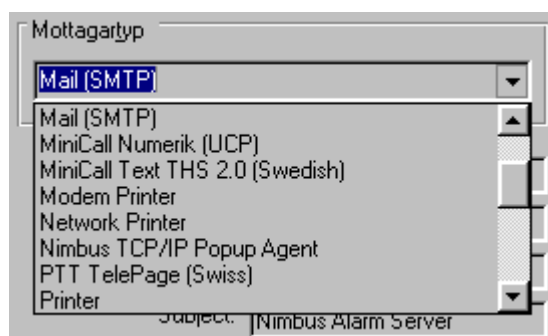 Mottagartyp
Mail (SMTP)
Mail (SMTP)
MiniCall Numerik (UCP)
MiniCall Text THS 2.0 (Swedish)
Modem Printer
Network Printer
Nimbus TCP/IP Popup Agent
PTT TelePage (Swiss)
Printer
Subject: Nimbus Alarm Server